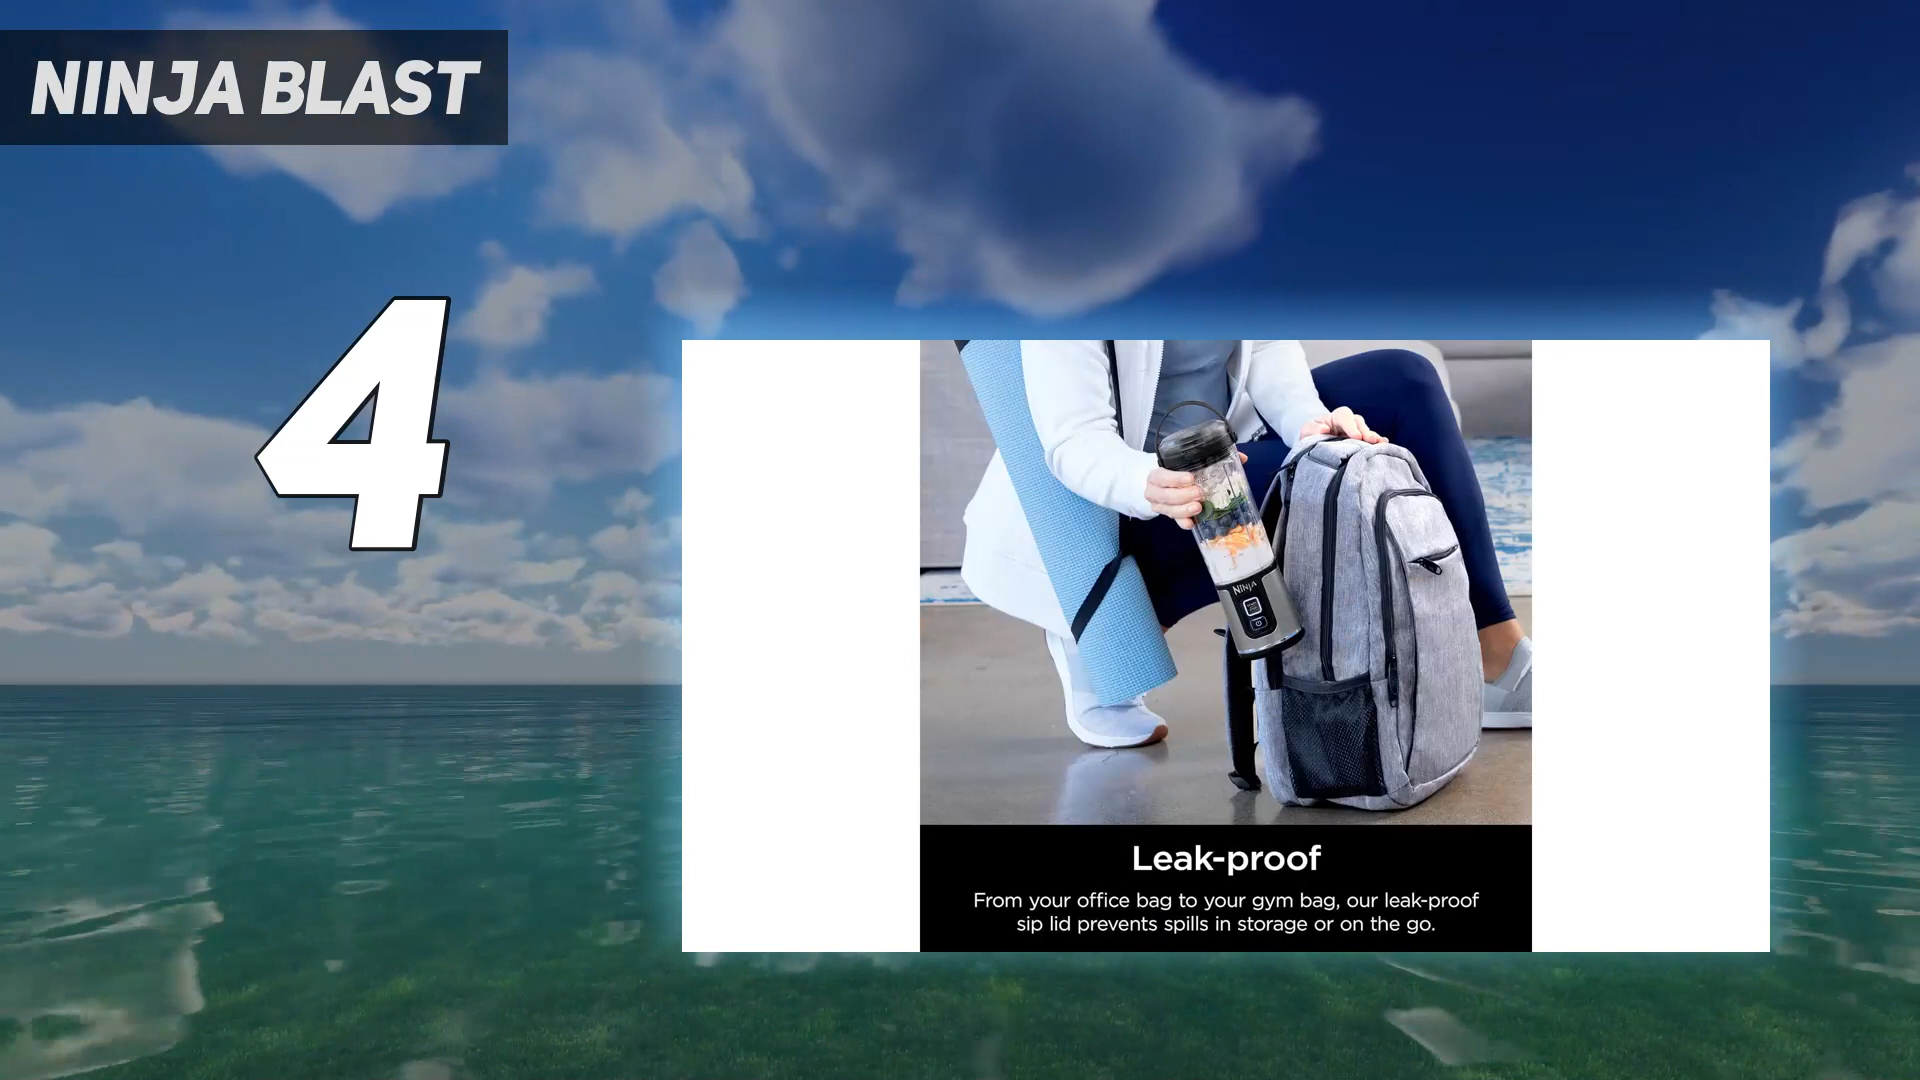 NINJA BLAST
4
NINJA
Leak-proof
From your office bag to your gym bag, our leak-proof
sip lid prevents spills in storage or on the go.